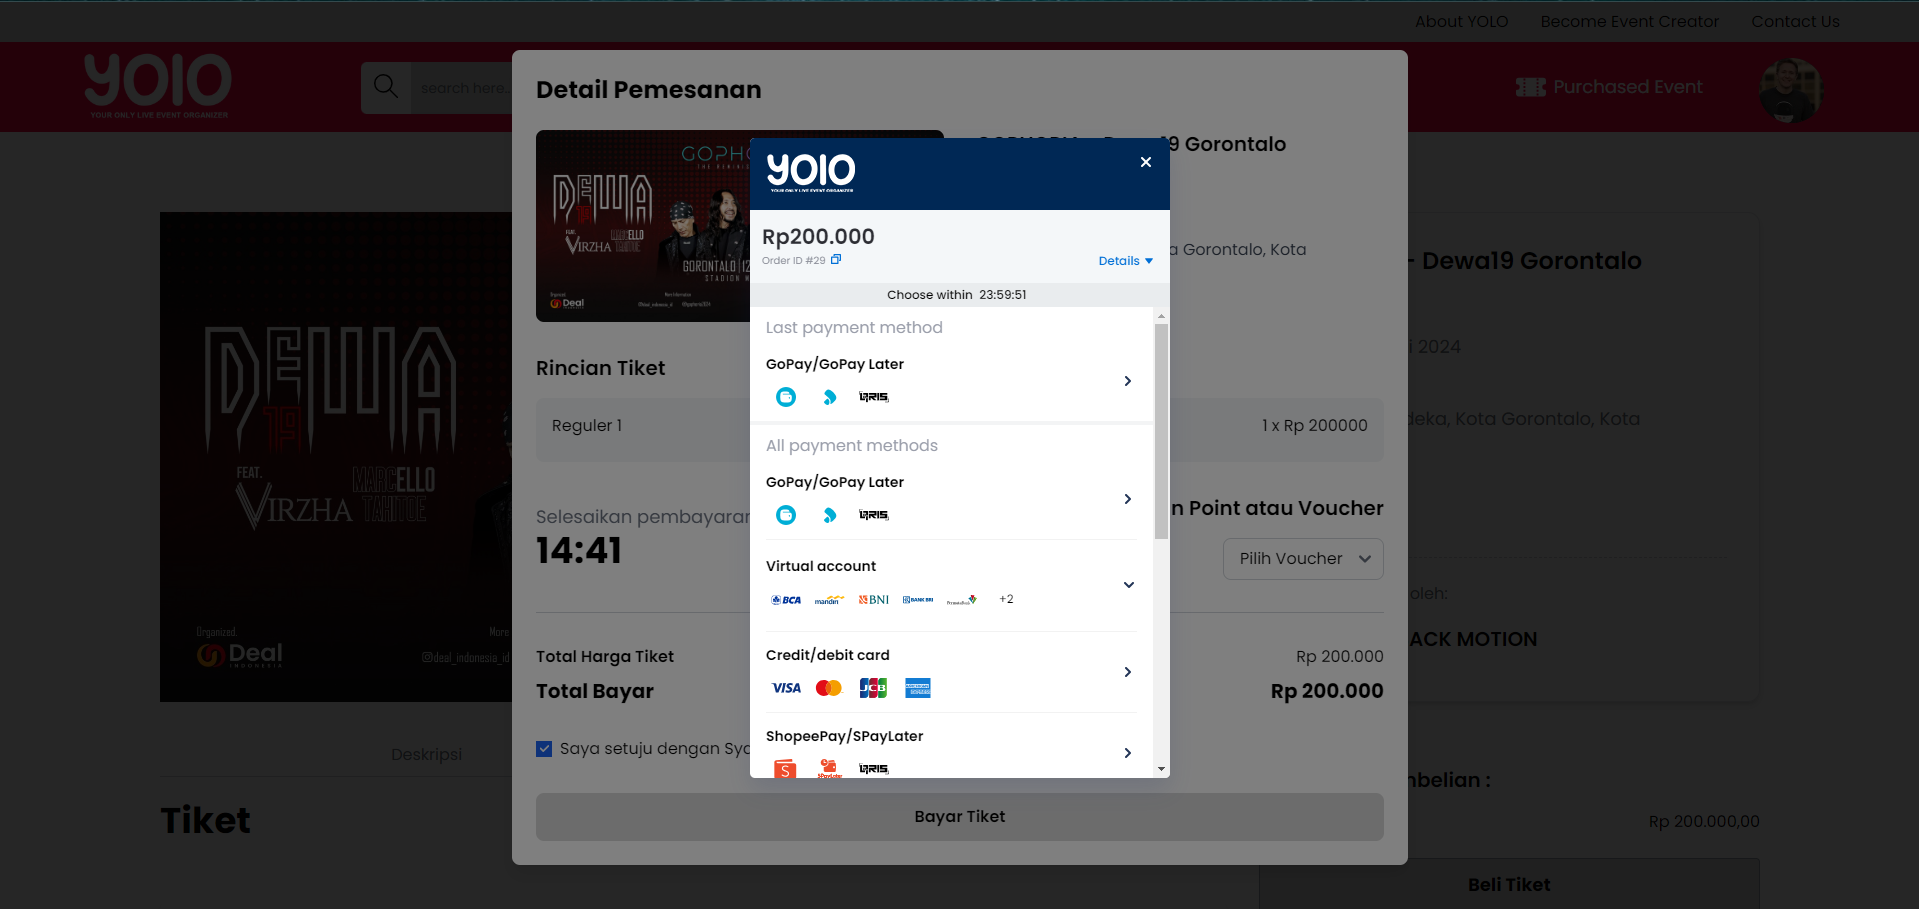 About YOLO
Become Event Creator
Contact Us
YOLO
YOUR ONLY LIVE EVENT ORGANIZER
search here..
Purchased Event
Detail Pemesanan
9 Gorontalo
DEWA
19
FEAT.
VIRZHA
MARCELLO
TAHITOE
GORONTALO
Deal
a Gorontalo, Kota
Rincian Tiket
Reguler 1
1 x Rp 200000
Selesaikan pembayaran
14:41
n Point atau Voucher
Pilih Voucher
Total Harga Tiket
Rp 200.000
Total Bayar
Rp 200.000
Saya setuju dengan Sya
Bayar Tiket
YOLO
YOUR ONLY LIVE EVENT ORGANIZER
Rp200.000
Order ID #29
Details
Choose within 23:59:51
Last payment method
GoPay/GoPay Later
QRIS
All payment methods
GoPay/GoPay Later
QRIS
Virtual account
BCA
mandiri
BNI
BANK BRI
PermataBank
+2
Credit/debit card
VISA
JCB
AMERICAN EXPRESS
ShopeePay/SPayLater
SPayLater
QRIS
DEWA
19
FEAT.
VIRZHA
MARCELLO
TAHITOE
Organized.
Deal
INDONESIA
More
@deal_indonesia_id
- Dewa19 Gorontalo
i 2024
deka, Kota Gorontalo, Kota
oleh:
ACK MOTION
Deskripsi
Tiket
mbelian :
Rp 200.000,00
Beli Tiket